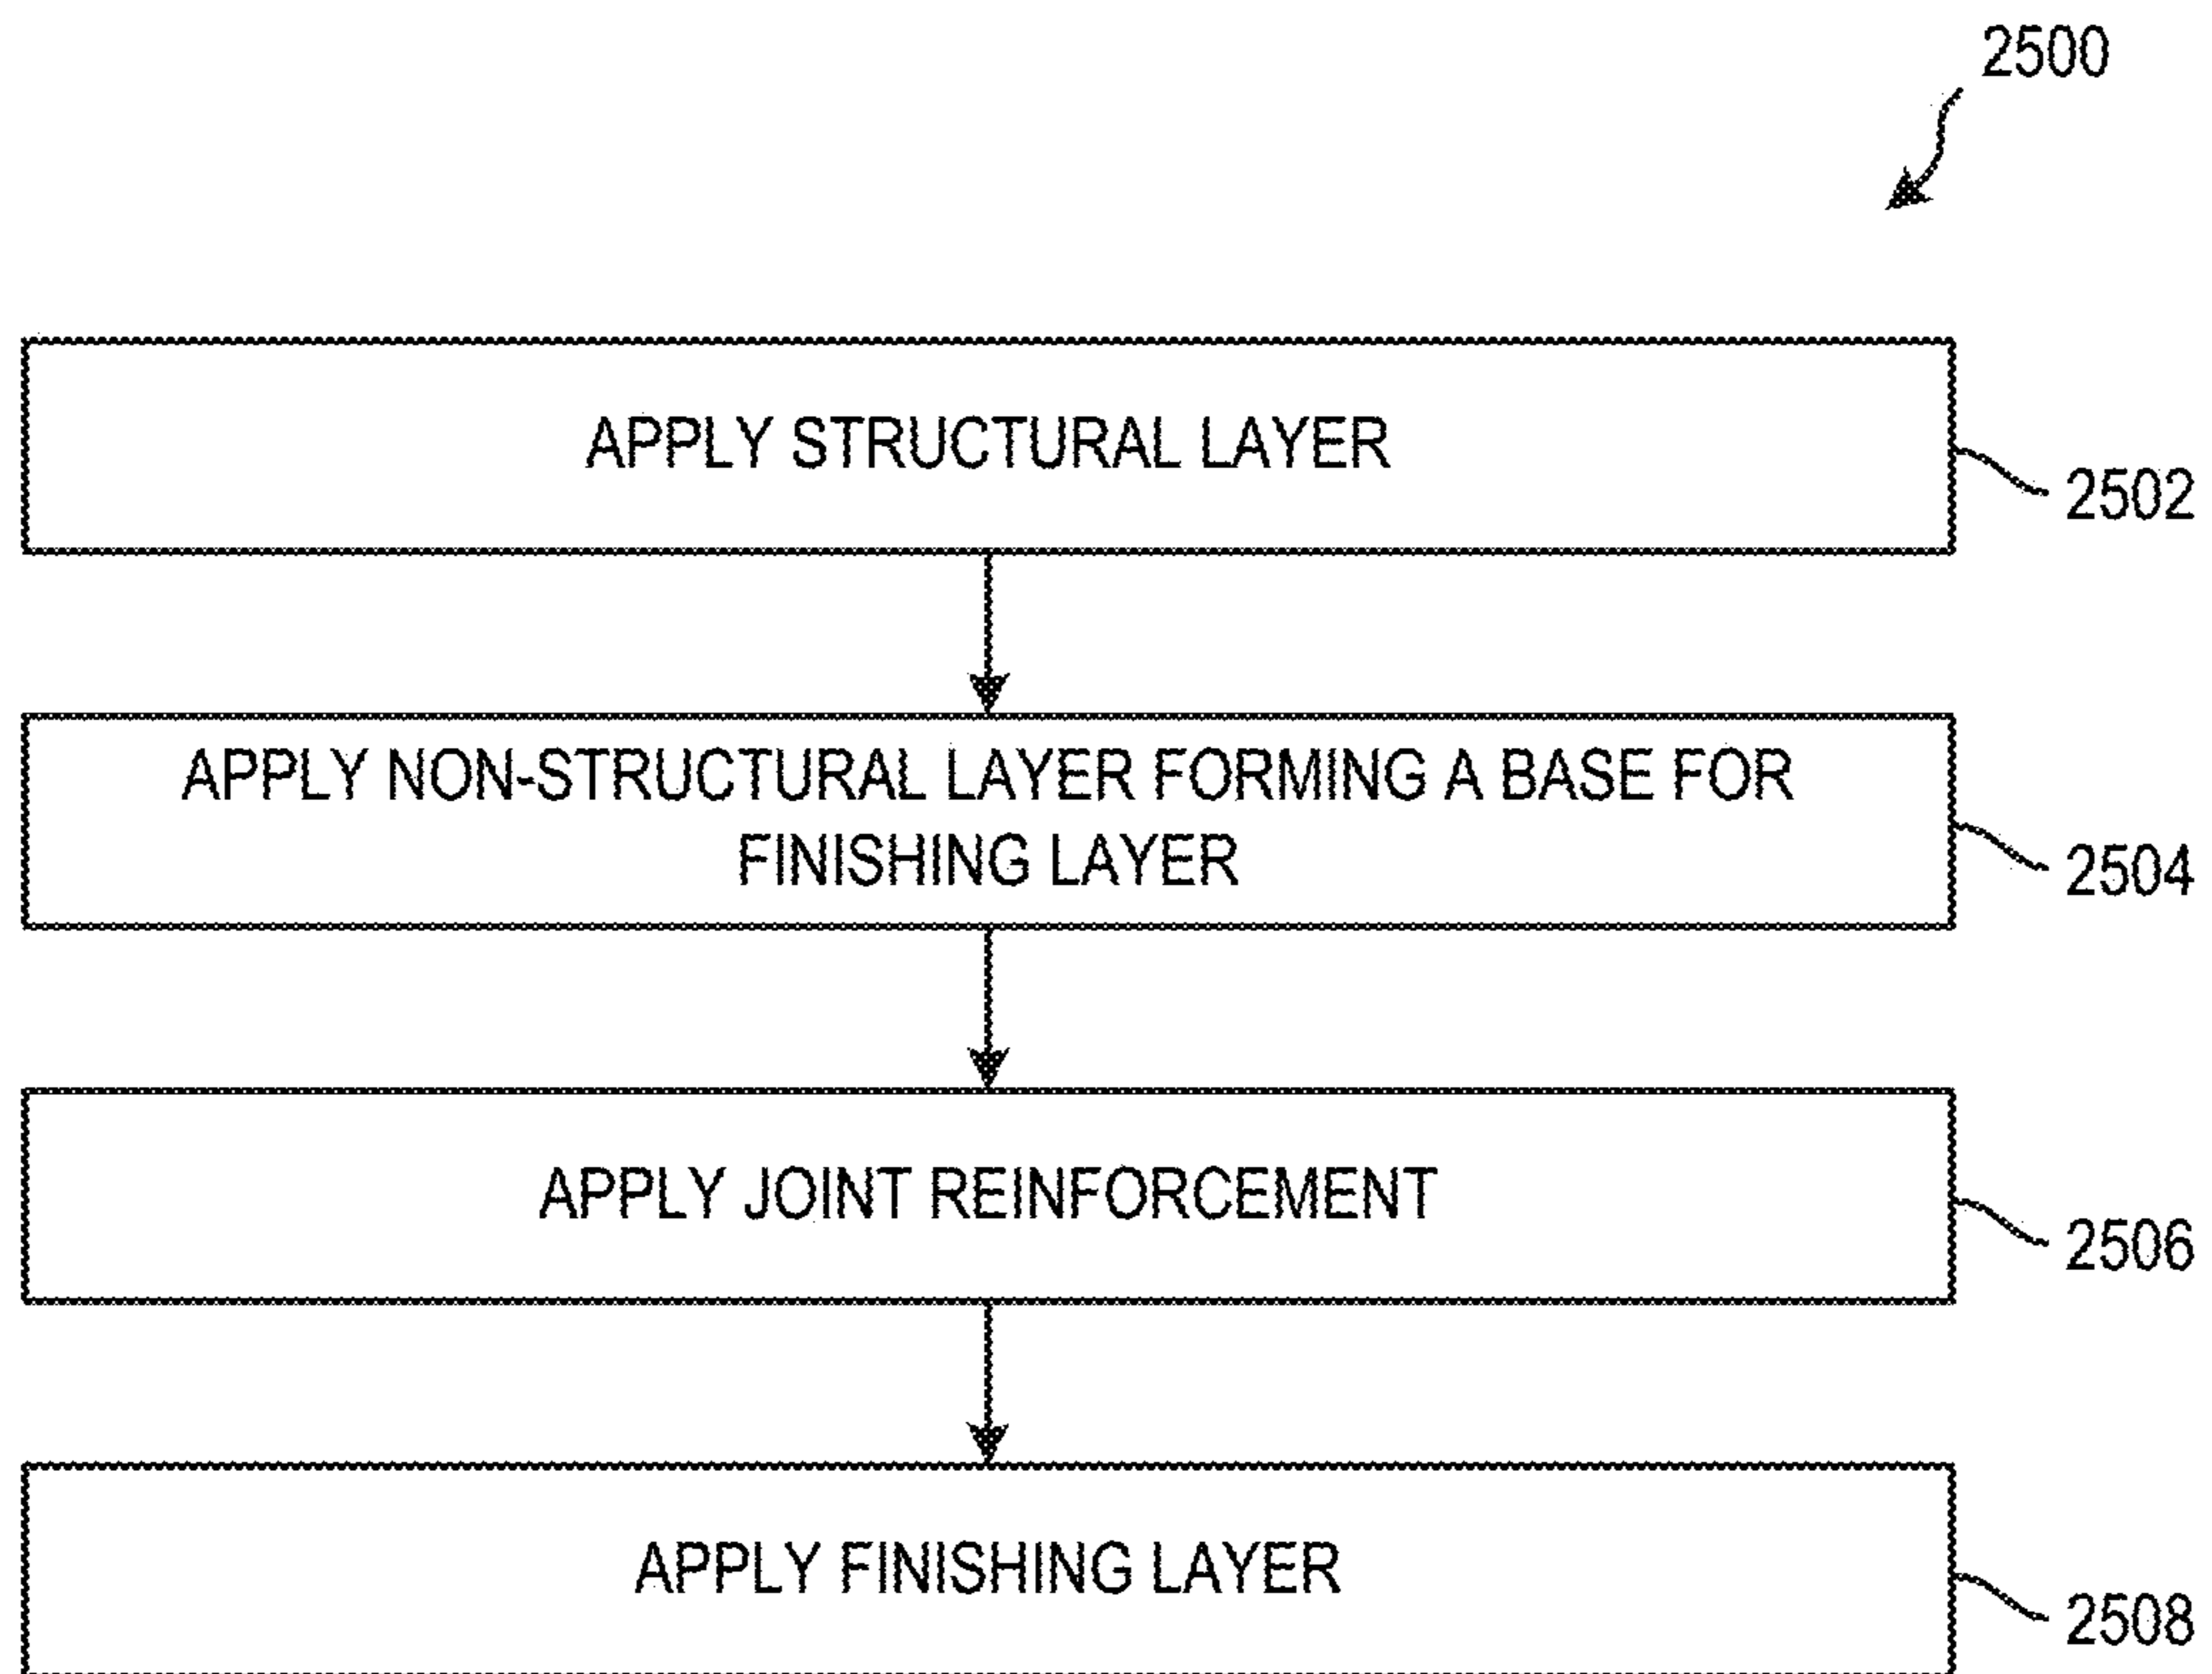 2500
APPLY STRUCTURAL LAYER
2502
APPLY NON-STRUCTURAL LAYER FORMING A BASE FOR
FINISHING LAYER
2504
APPLY JOINT REINFORCEMENT
2506
APPLY FINISHING LAYER
2508